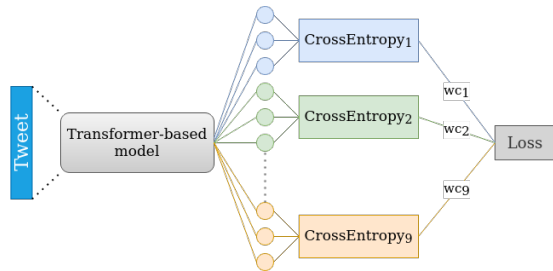 Tweet
Transformer-based
model
CrossEntropy₁
CrossEntropy₂
CrossEntropy₉
wc₁
wc₂
wc₉
Loss